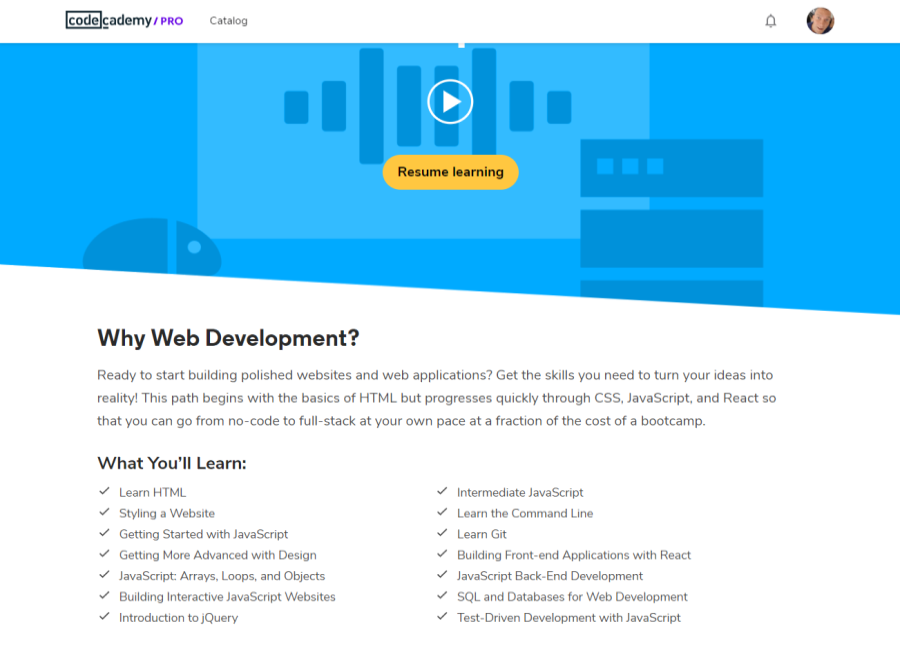 codecademy/PRO Catalog
Resume learning
Why Web Development?
Ready to start building polished websites and web applications? Get the skills you need to turn your ideas into
reality! This path begins with the basics of HTML but progresses quickly through CSS, JavaScript, and React so
that you can go from no-code to full-stack at your own pace at a fraction of the cost of a bootcamp.
What You'll Learn:
Learn HTML
Styling a Website
Getting Started with JavaScript
Getting More Advanced with Design
JavaScript: Arrays, Loops, and Objects
Building Interactive JavaScript Websites
Introduction to jQuery
Intermediate JavaScript
Learn the Command Line
Learn Git
Building Front-end Applications with React
JavaScript Back-End Development
SQL and Databases for Web Development
Test-Driven Development with JavaScript